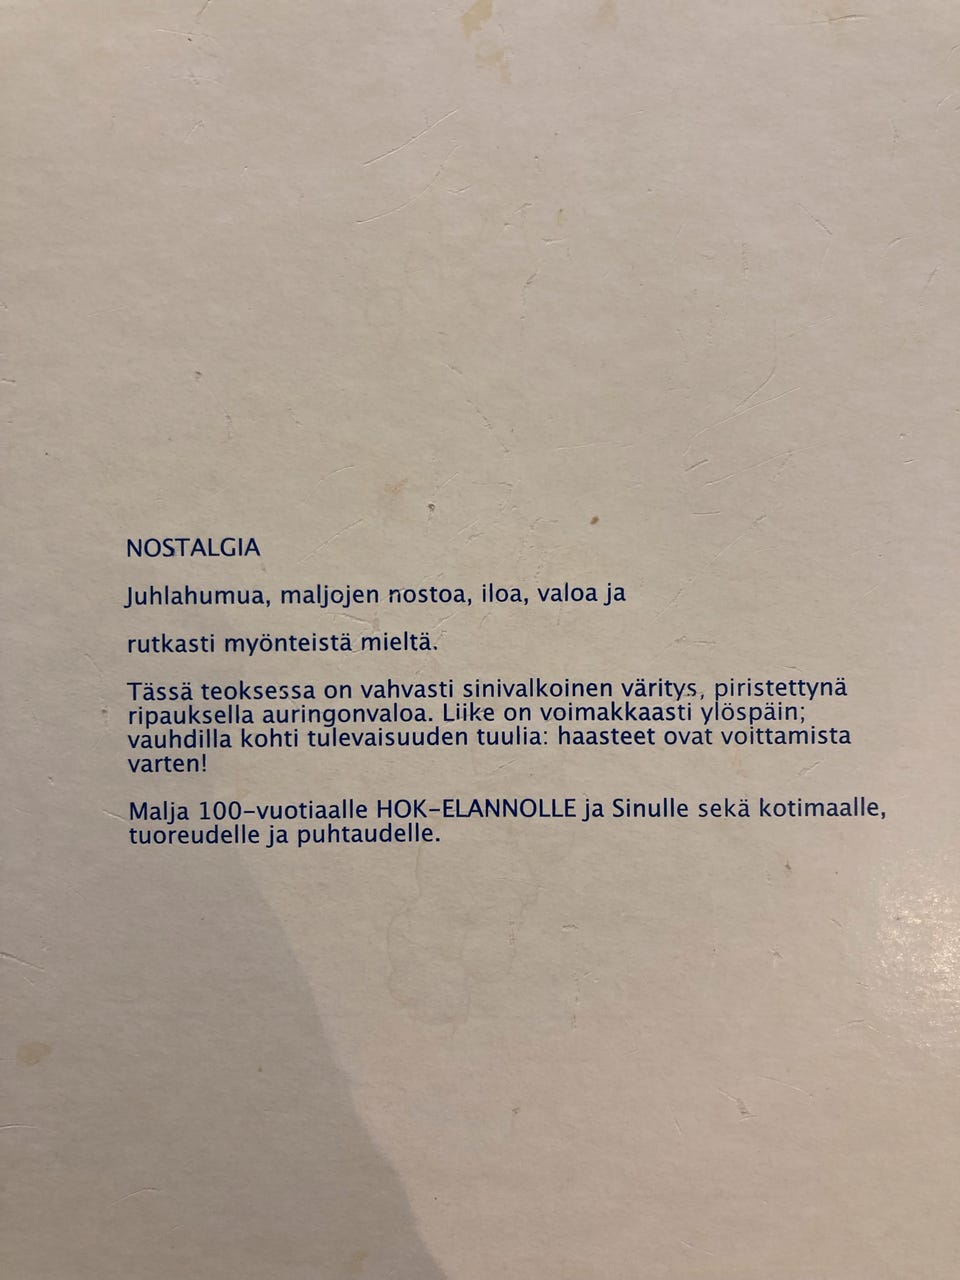 NOSTALGIA
Juhlahumua, maljojen nostoa, iloa, valoa ja
rutkasti myönteistä mieltä.
Tässä teoksessa on vahvasti sinivalkoinen väritys, piristettynä
ripauksella auringonvaloa. Liike on voimakkaasti ylöspäin;
vauhdilla kohti tulevaisuuden tuulia: haasteet ovat voittamista
varten!
Malja 100-vuotiaalle HOK-ELANNOLLE ja Sinulle sekä kotimaalle,
tuoreudelle ja puhtaudelle.